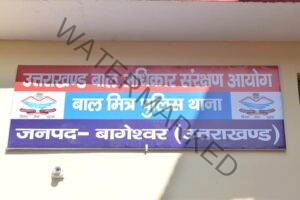 उत्तराखण्ड बाल अधिकार संरक्षण आयोग
बाल मित्र पुलिस थाना
जनपद- बागेश्वर (उत्तराखण्ड)
WATERMARKED